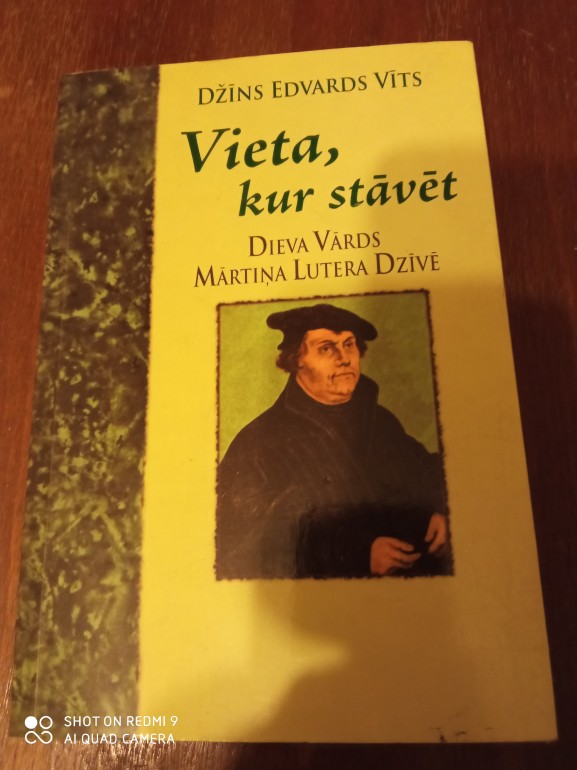 DŽĪNS EDVARDS VĪTS
Vieta,
kur stāvēt
DIEVA VĀRDS
MĀRTIŅA LUTERA DZĪVĒ
SHOT ON REDMI 9
AI QUAD CAMERA